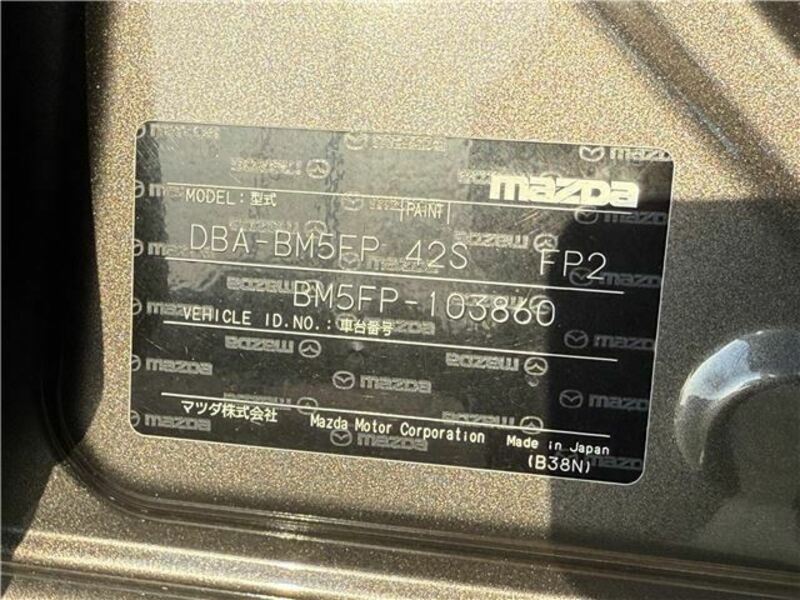 mazda
MODEL:型式 PAINT
DBA-BM5FP 42S FP2
BM5FP-103860
VEHICLE ID.NO.:車台番号
マツダ株式会社 Mazda Motor Corporation Made in Japan
(B38N)